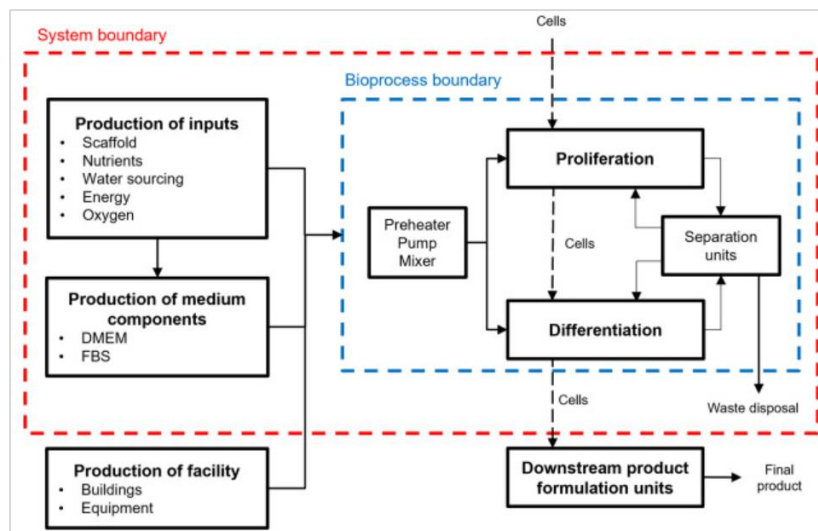 Cells
System boundary
Bioprocess boundary
Production of inputs
• Scaffold
• Nutrients
• Water sourcing
• Energy
• Oxygen
Proliferation
Preheater
Pump
Mixer
Cells
Separation
units
Production of medium
components
• DMEM
• FBS
Differentiation
Cells
Waste disposal
Production of facility
• Buildings
• Equipment
Downstream product
formulation units
Final
product